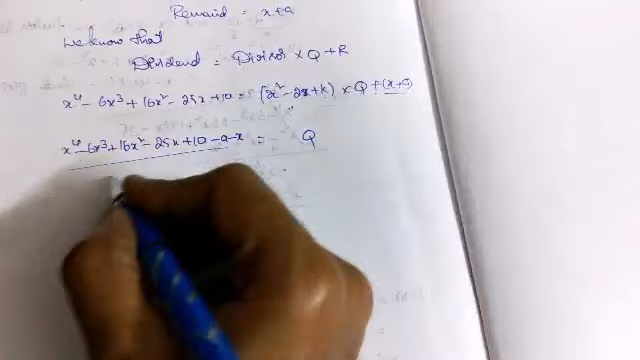 Remaind = x+a
We know that
Dividend = Divisor × Q + R
x⁴ - 6x³ + 16x² - 25x + 10 = (x² - 2x + k) × Q + (x+a)
x⁴ - 6x³ + 16x² - 25x + 10 - a - x = Q